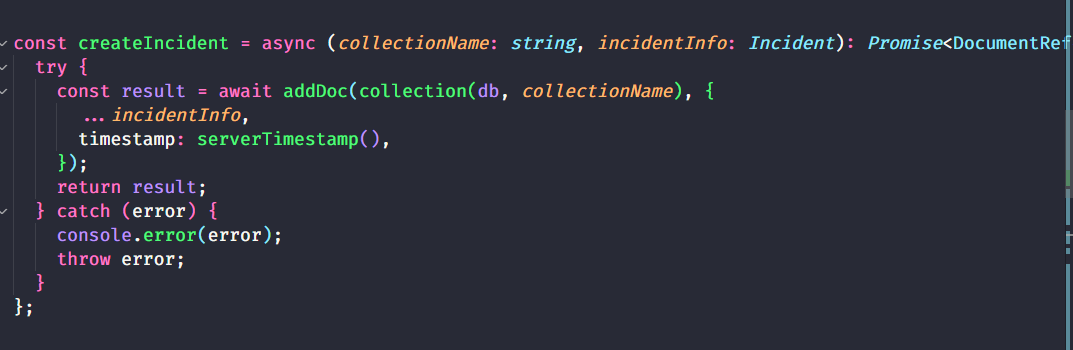 const createIncident = async (collectionName: string, incidentInfo: Incident): Promise<DocumentRef
try {
const result = await addDoc(collection(db, collectionName), {
...incidentInfo,
timestamp: serverTimestamp(),
});
return result;
} catch (error) {
console.error(error);
throw error;
}
};